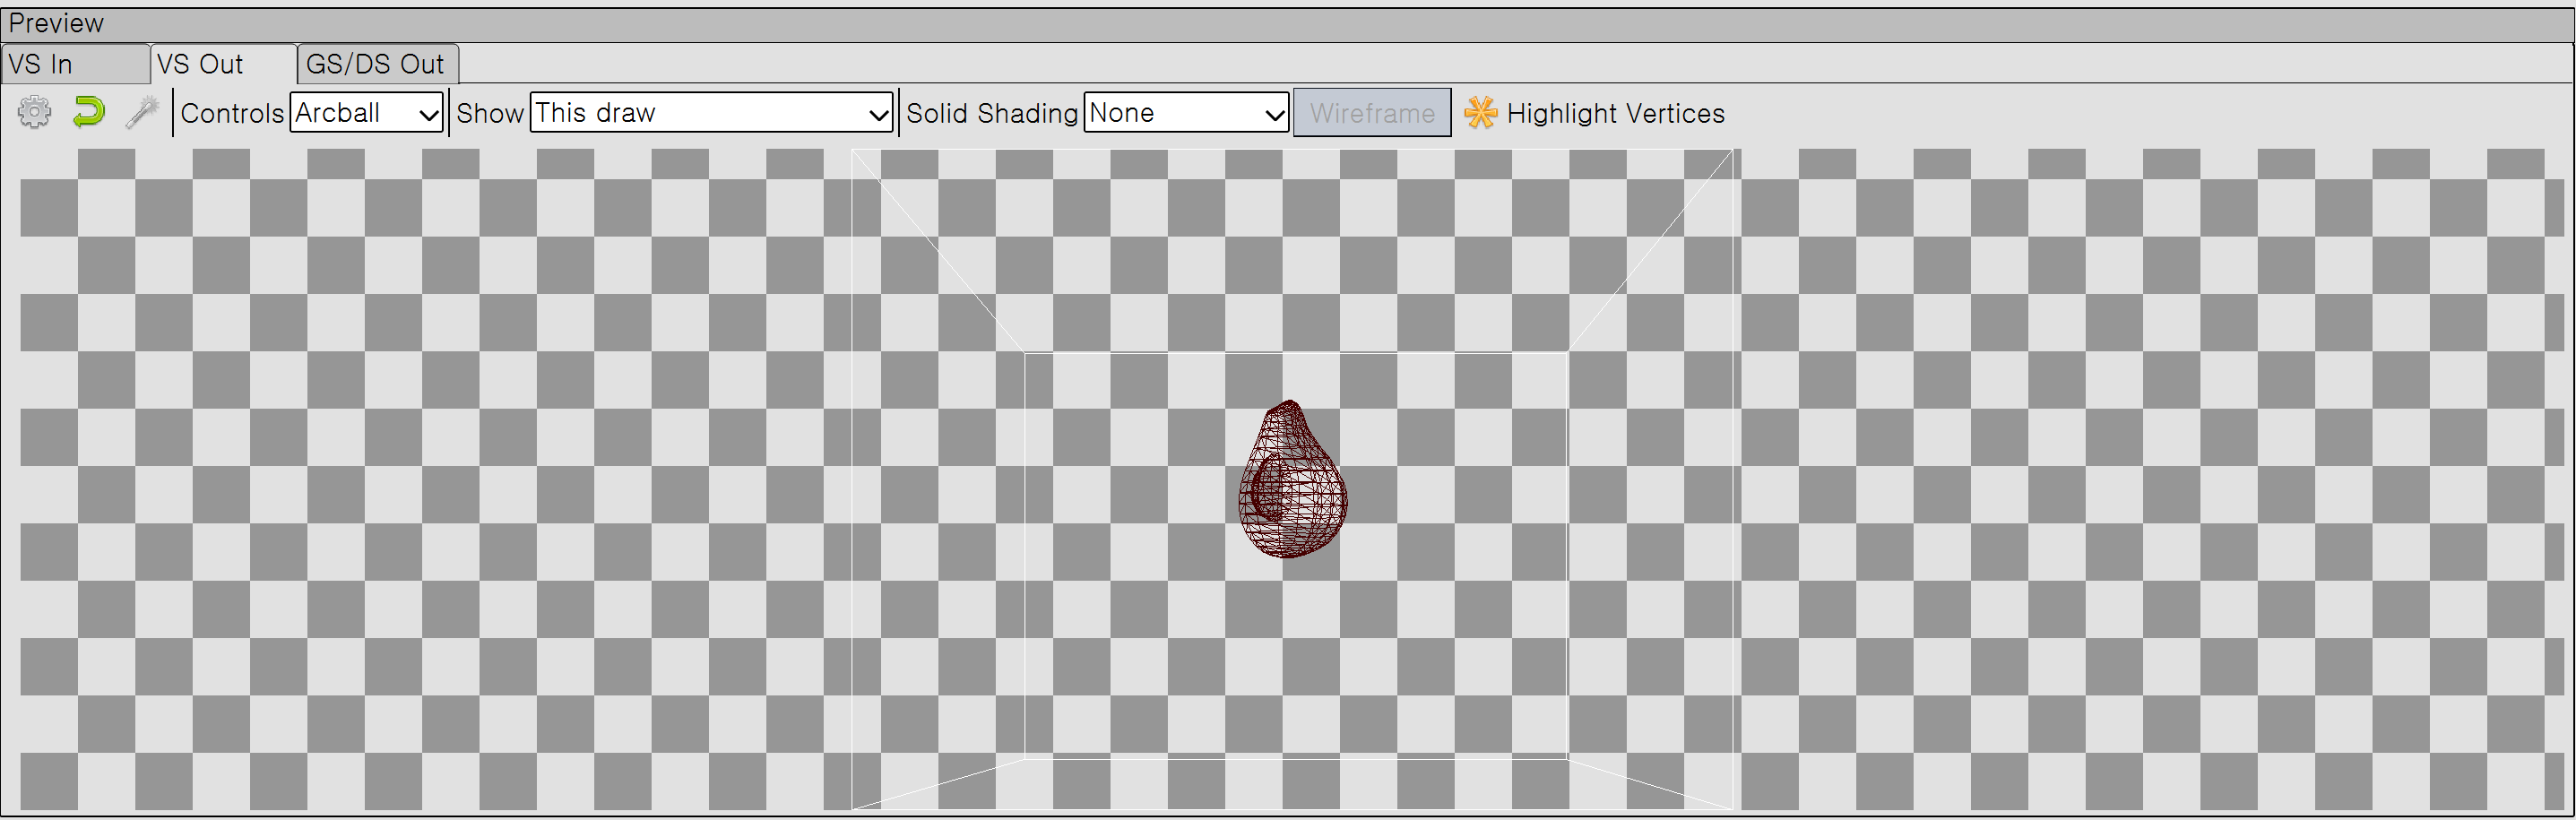 Preview
VS In VS Out GS/DS Out
Controls Arcball Show This draw Solid Shading None Wireframe Highlight Vertices